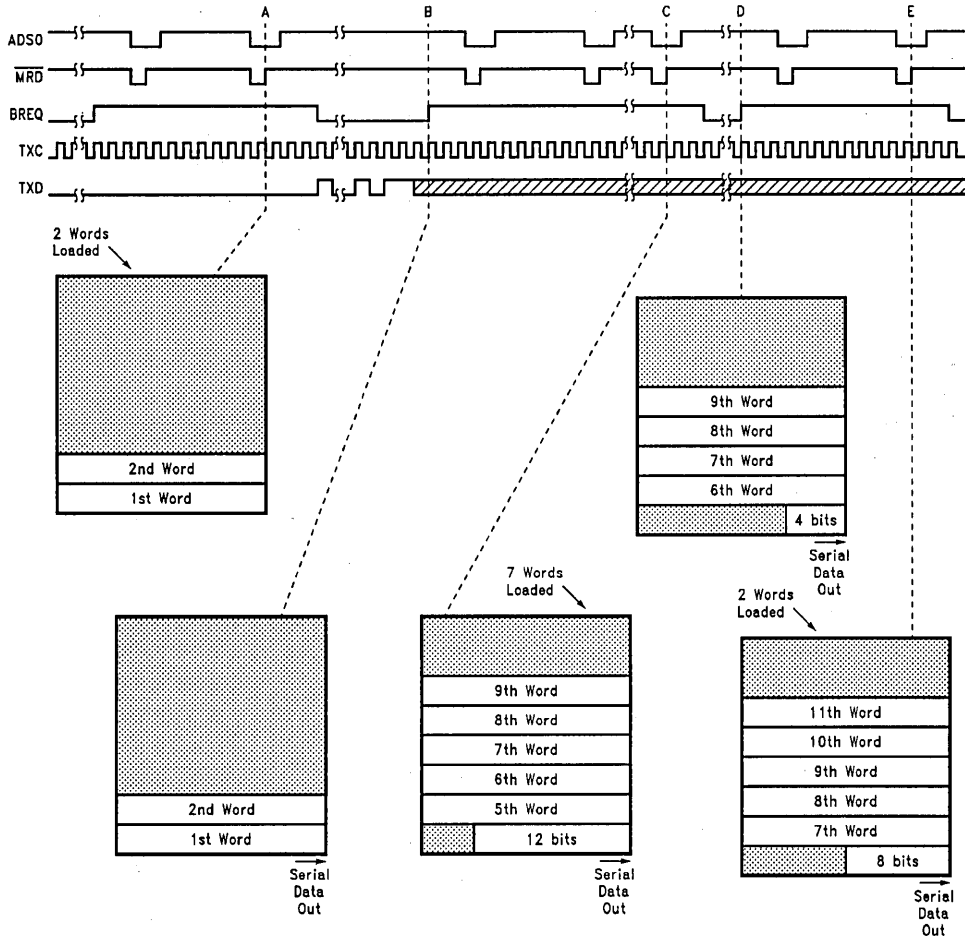 A B C D E
ADS0
MRD
BREQ
TXC
TXD
2 Words
Loaded
2nd Word
1st Word
9th Word
8th Word
7th Word
6th Word
4 bits
Serial
Data
Out
2nd Word
1st Word
Serial
Data
Out
7 Words
Loaded
9th Word
8th Word
7th Word
6th Word
5th Word
12 bits
Serial
Data
Out
2 Words
Loaded
11th Word
10th Word
9th Word
8th Word
7th Word
8 bits
Serial
Data
Out